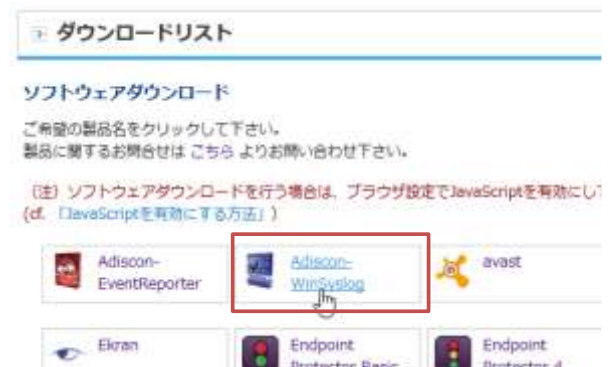 ダウンロードリスト
ソフトウェアダウンロード
ご希望の製品名をクリックして下さい。
製品に関するお問合せは こちら よりお問い合わせ下さい。
（注）ソフトウェアダウンロードを行う場合は、ブラウザ設定でJavaScriptを有効にして
(cf. 「JavaScriptを有効にする方法」)
Adiscon-
EventReporter
Adiscon-
WinSyslog
avast
Ekran
Endpoint
Protector Basic
Endpoint
Protector 4